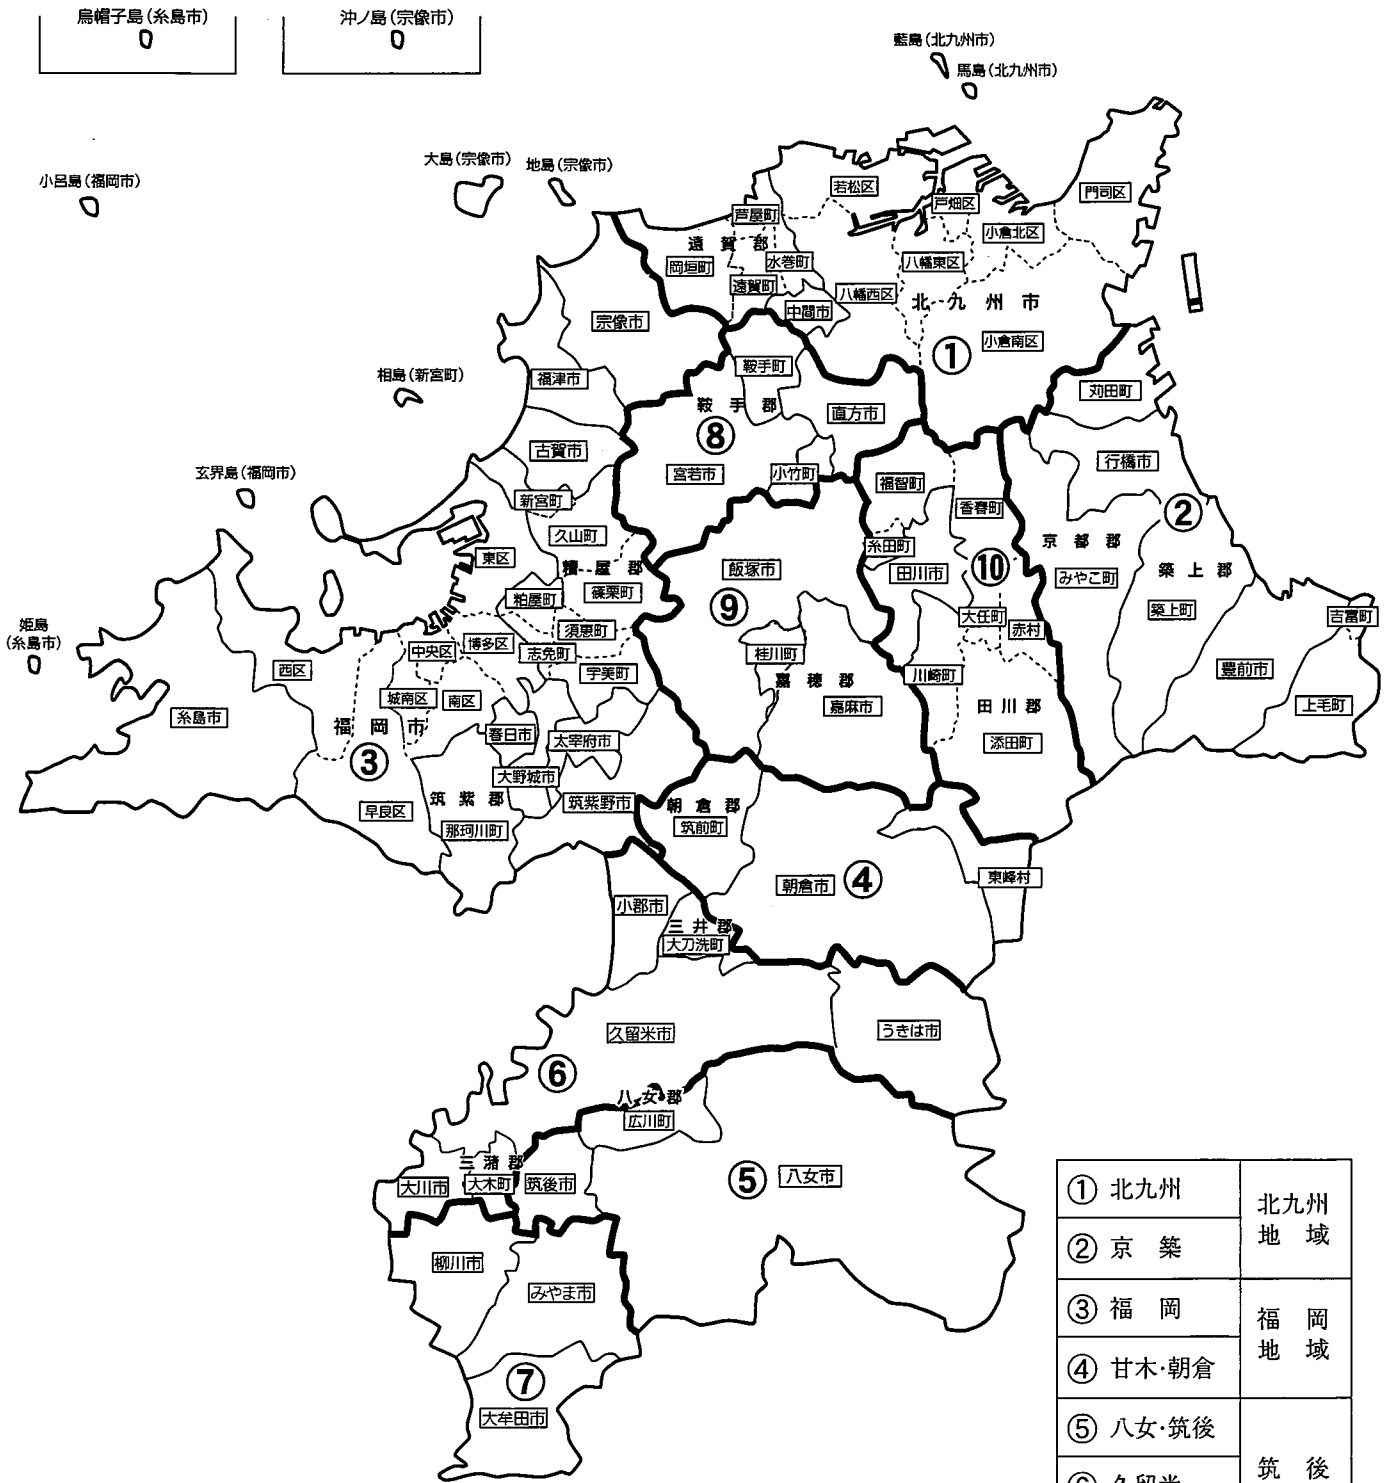 烏帽子島(糸島市)
沖ノ島(宗像市)
藍島(北九州市)
馬島(北九州市)
大島(宗像市)
地島(宗像市)
小呂島(福岡市)
若松区
戸畑区
門司区
芦屋町
小倉北区
遠賀郡
岡垣町
水巻町
八幡東区
遠賀町
八幡西区
北九州市
中間市
宗像市
①
小倉南区
鞍手町
相島(新宮町)
福津市
苅田町
鞍手郡
直方市
⑧
古賀市
行橋市
玄界島(福岡市)
宮若市
小竹町
福智町
新宮町
香春町
②
久山町
京都郡
東区
糸田町
糟屋郡
飯塚市
田川市
⑩
みやこ町
築上郡
篠栗町
粕屋町
⑨
築上町
大任町
赤村
吉富町
姫島
(糸島市)
須恵町
博多区
中央区
志免町
桂川町
西区
宇美町
川崎町
豊前市
嘉穂郡
城南区
南区
嘉麻市
田川郡
上毛町
糸島市
福岡市
春日市
太宰府市
添田町
③
大野城市
筑紫郡
筑紫野市
朝倉郡
早良区
筑前町
那珂川町
朝倉市
④
東峰村
小郡市
三井郡
大刀洗町
久留米市
うきは市
⑥
八女郡
広川町
三潴郡
⑤
八女市
大川市
大木町
筑後市
柳川市
みやま市
⑦
大牟田市
① 北九州
② 京築
北九州
地域
③ 福岡
④ 甘木・朝倉
福岡
地域
⑤ 八女・筑後
筑後